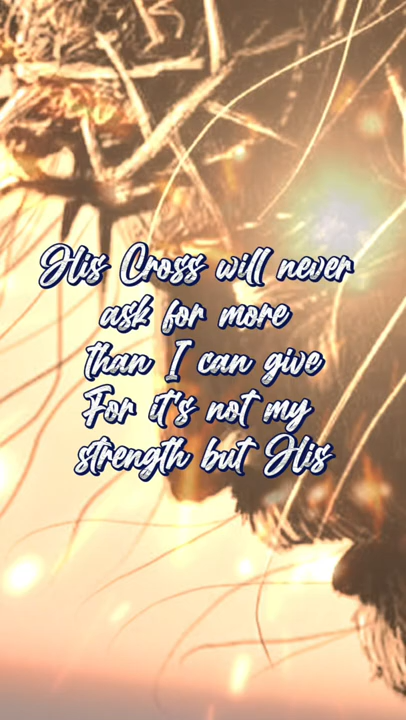 His Cross will never
ask for more
than I can give
For it's not my
strength but His